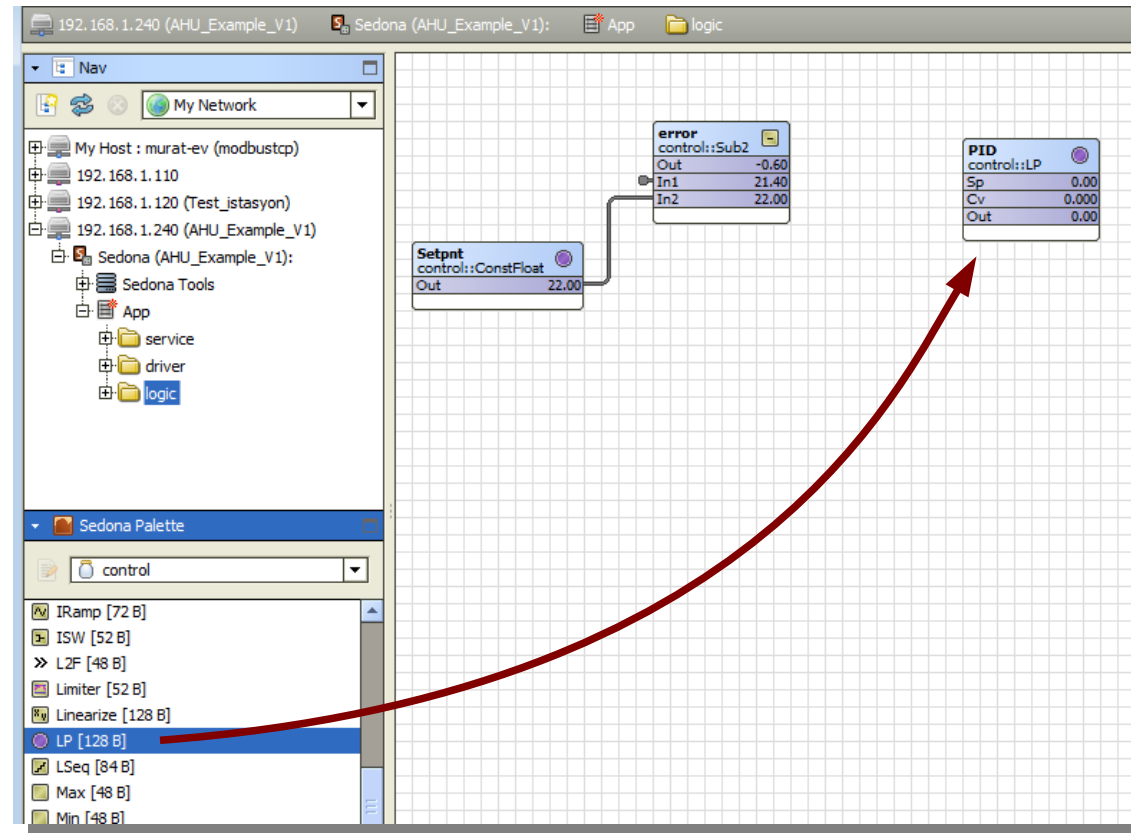 192.168.1.240 (AHU_Example_V1) Sedona (AHU_Example_V1): App logic
Nav
My Network
My Host : murat-ev (modbustcp)
192.168.1.110
192.168.1.120 (Test_istasyon)
192.168.1.240 (AHU_Example_V1)
Sedona (AHU_Example_V1):
Sedona Tools
App
service
driver
logic
Sedona Palette
control
IRamp [72 B]
ISW [52 B]
L2F [48 B]
Limiter [52 B]
Linearize [128 B]
LP [128 B]
LSeq [84 B]
Max [48 B]
Min [48 B]
Setpnt
control::ConstFloat
Out 22.00
error
control::Sub2
Out -0.60
In1 21.40
In2 22.00
PID
control::LP
Sp 0.00
Cv 0.000
Out 0.00